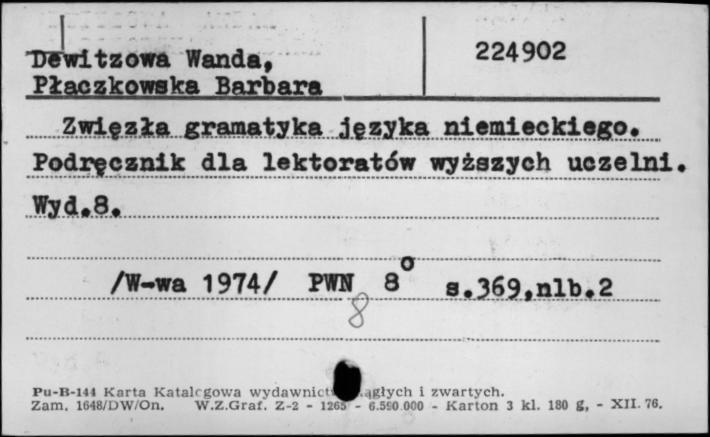 Dewitzowa Wanda, 224902
Płaczkowska Barbara
Zwięzła gramatyka języka niemieckiego.
Podręcznik dla lektoratów wyższych uczelni.
Wyd.8.
/W-wa 1974/ PWN 8° s.369,nlb.2
8
Pu-B-144 Karta Katalogowa i zwartych.
Zam. 1648/DW/On. W.Z.Graf. Z-2 - 1265 - 6.590.000 - Karton 3 kl. 180 g, - XII. 76.